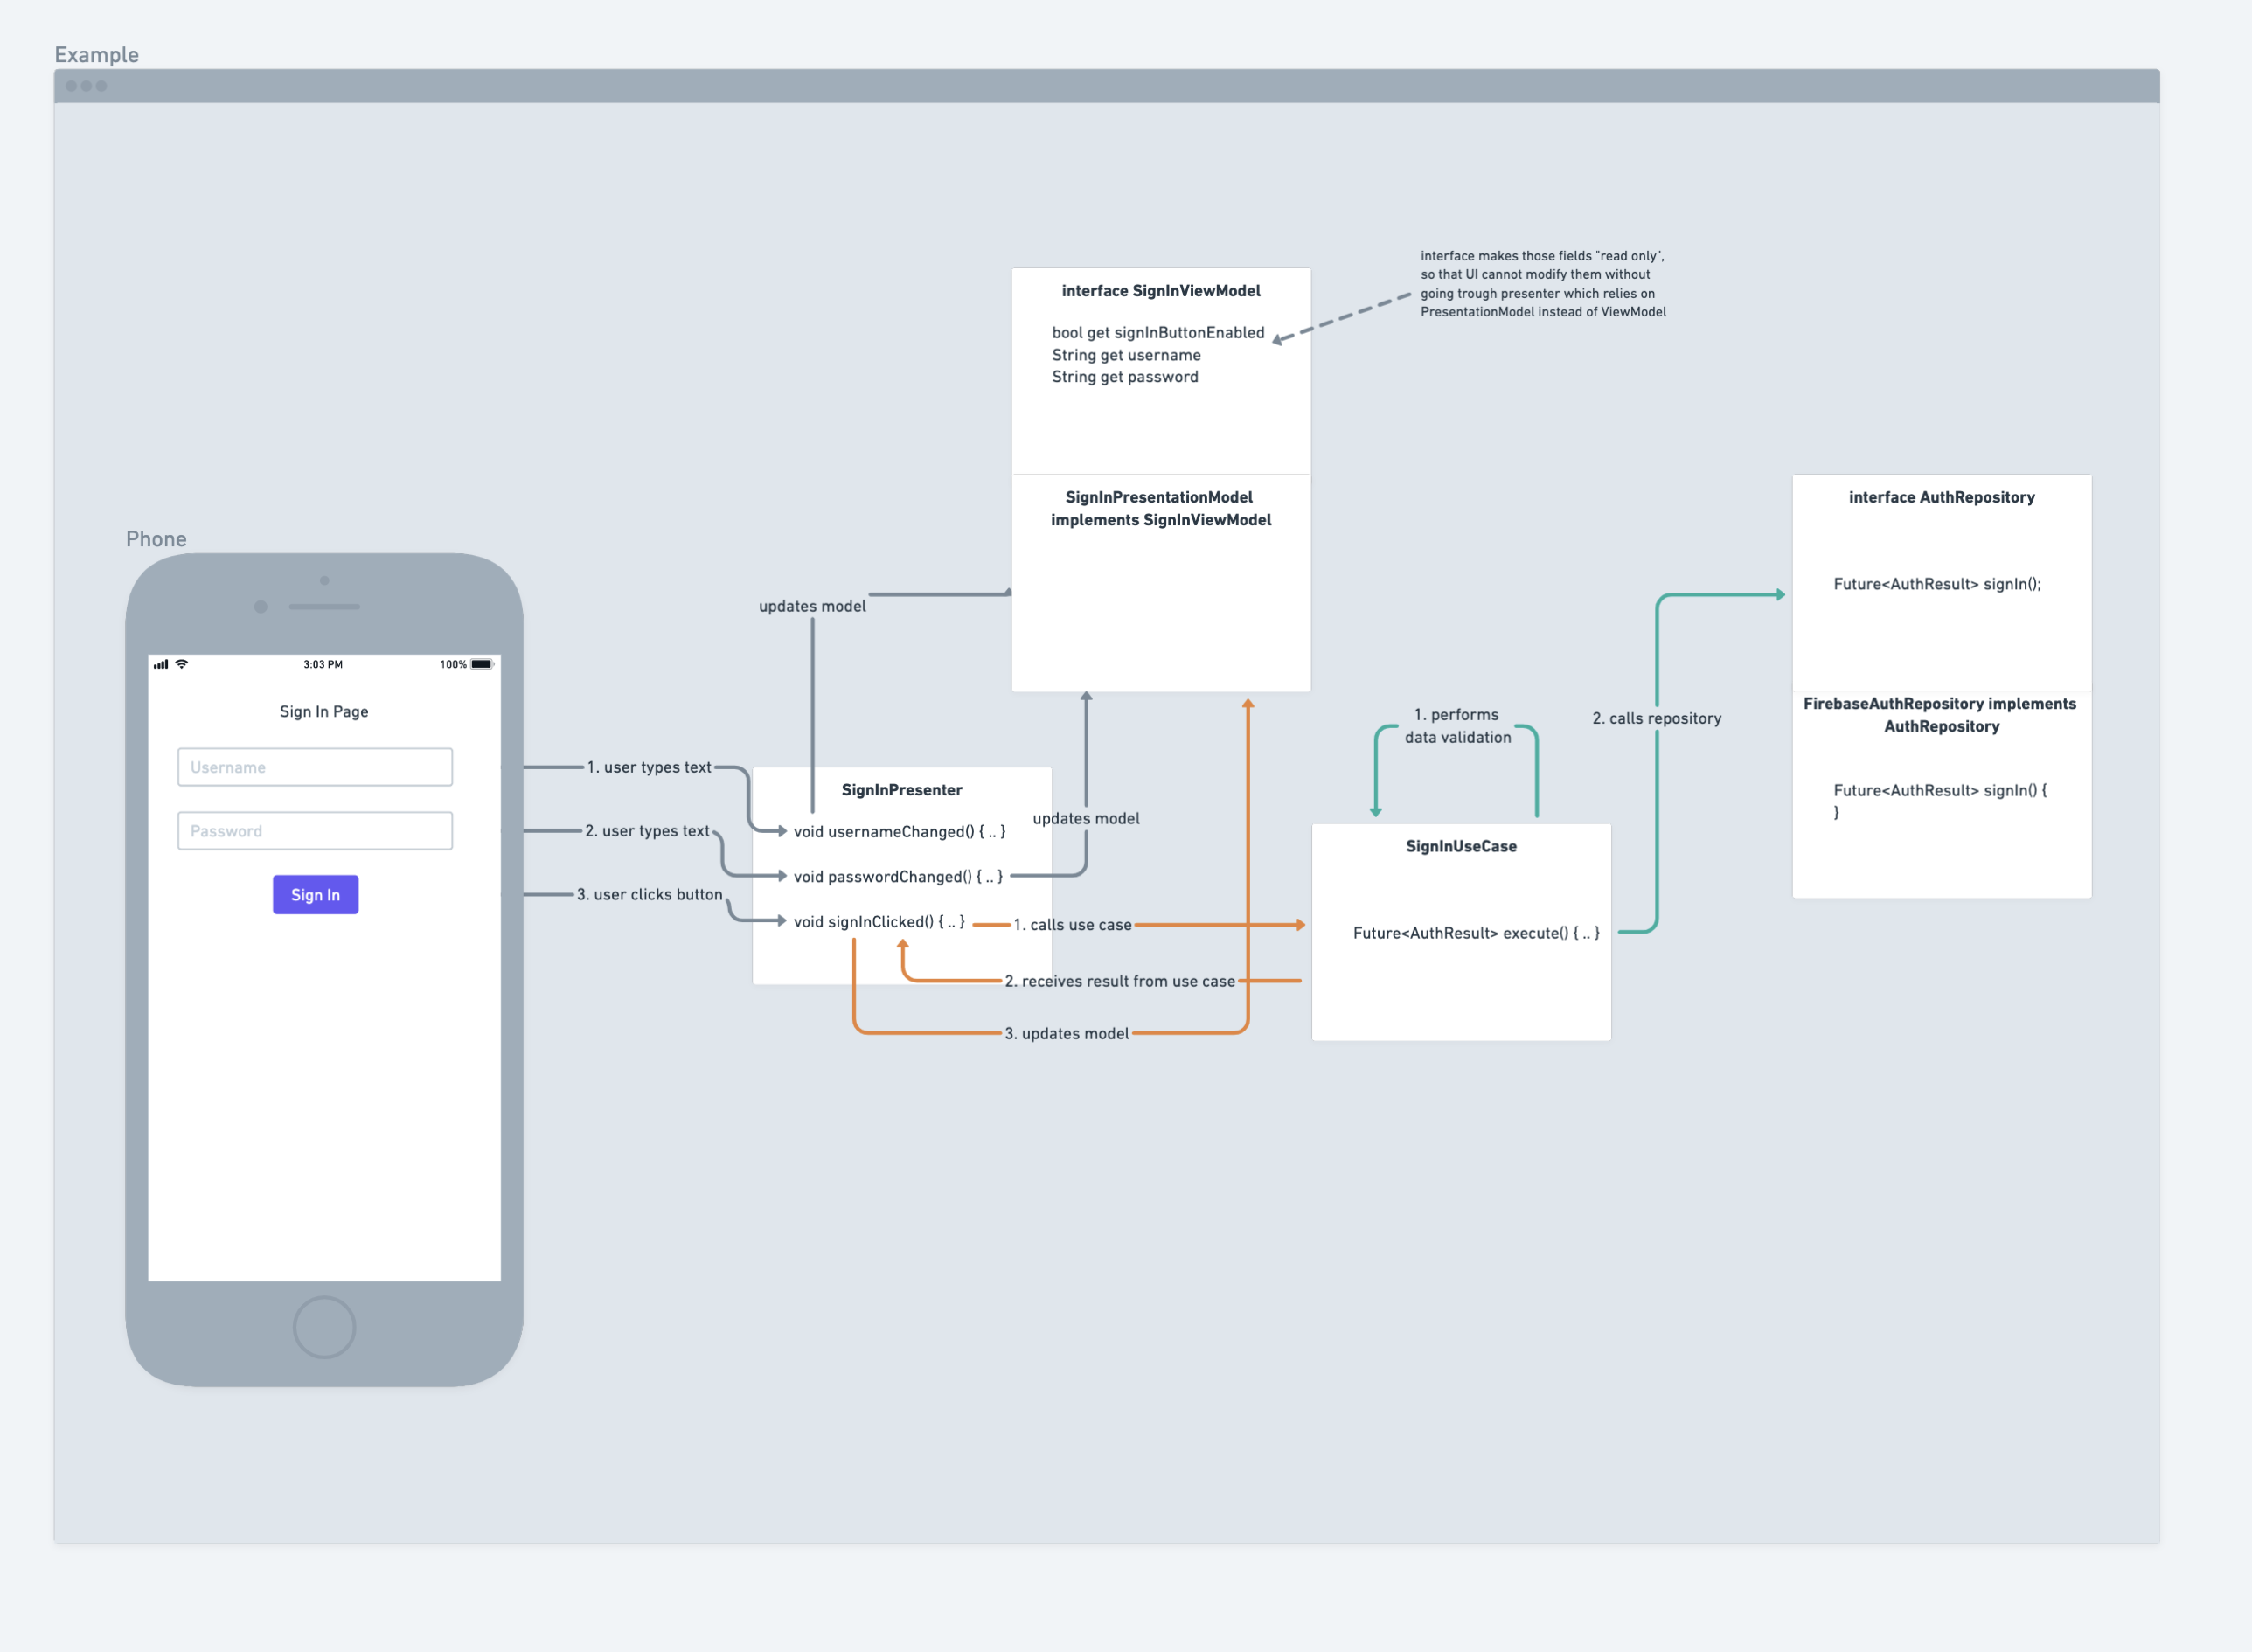 Example
interface makes those fields "read only",
so that UI cannot modify them without
going trough presenter which relies on
PresentationModel instead of ViewModel
interface SignInViewModel
bool get signInButtonEnabled
String get username
String get password
SignInPresentationModel
implements SignInViewModel
interface AuthRepository
Future<AuthResult> signIn();
FirebaseAuthRepository implements
AuthRepository
Future<AuthResult> signIn() {
}
Phone
3:03 PM
100%
Sign In Page
Username
Password
Sign In
1. user types text
2. user types text
3. user clicks button
updates model
SignInPresenter
void usernameChanged() { .. }
void passwordChanged() { .. }
void signInClicked() { .. }
updates model
1. calls use case
2. receives result from use case
3. updates model
1. performs
data validation
2. calls repository
SignInUseCase
Future<AuthResult> execute() { .. }